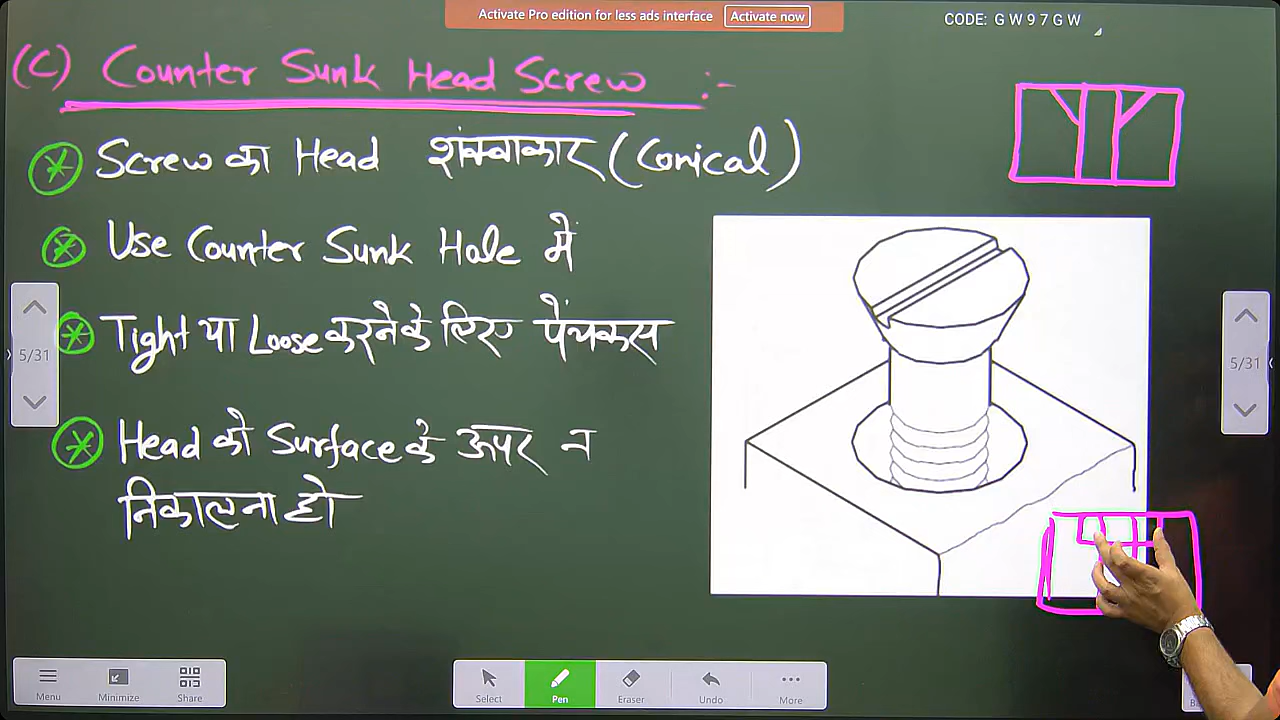 Activate Pro edition for less ads interface Activate now
CODE: G W 9 7 G W
(C) Counter Sunk Head Screw :-
Screw का Head शंक्वाकार (Conical)
Use Counter Sunk Hole में
Tight या Loose करने के लिए पेंचकस
Head को Surface के ऊपर न
निकालना हो
5/31
5/31
Menu
Minimize
Share
Select
Pen
Eraser
Undo
More